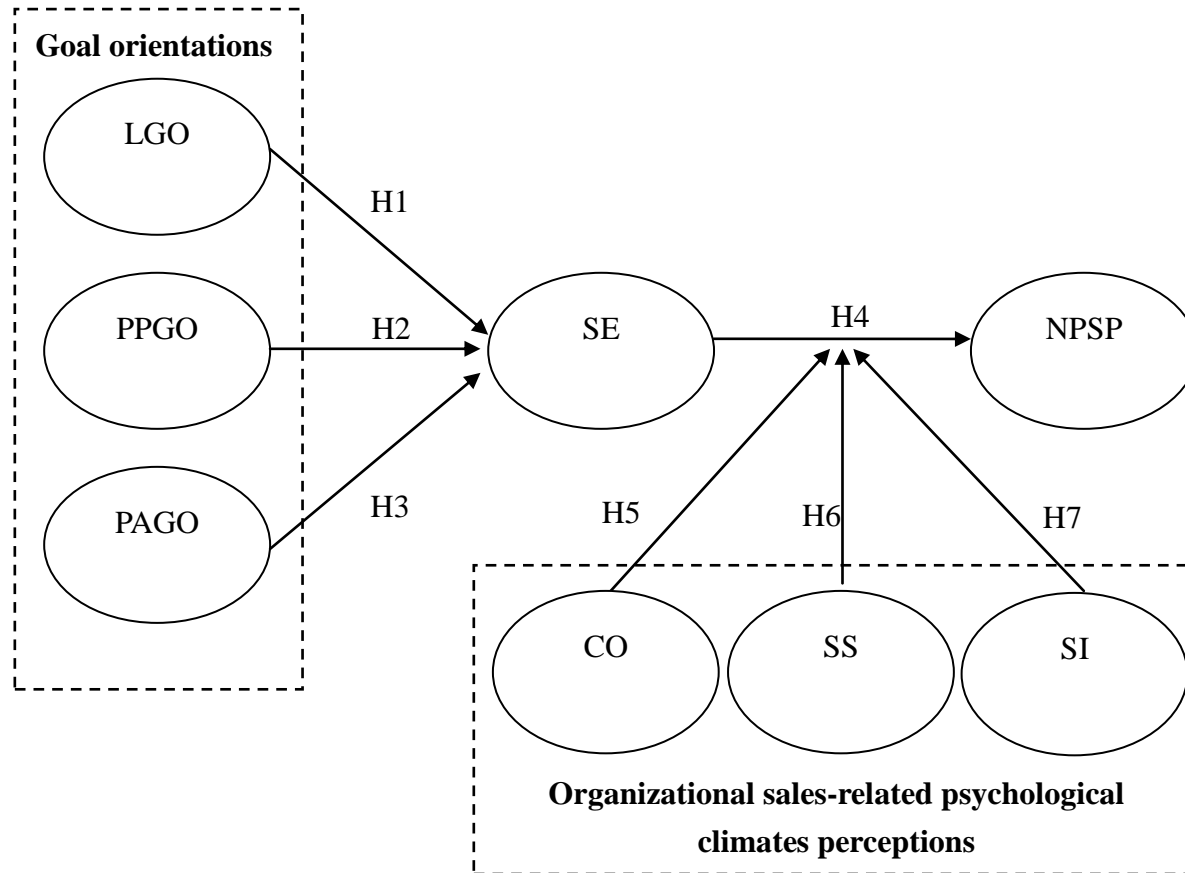 Goal orientations
LGO
H1
PPGO
H2
SE
H4
NPSP
PAGO
H3
H5
H6
H7
CO
SS
SI
Organizational sales-related psychological
climates perceptions